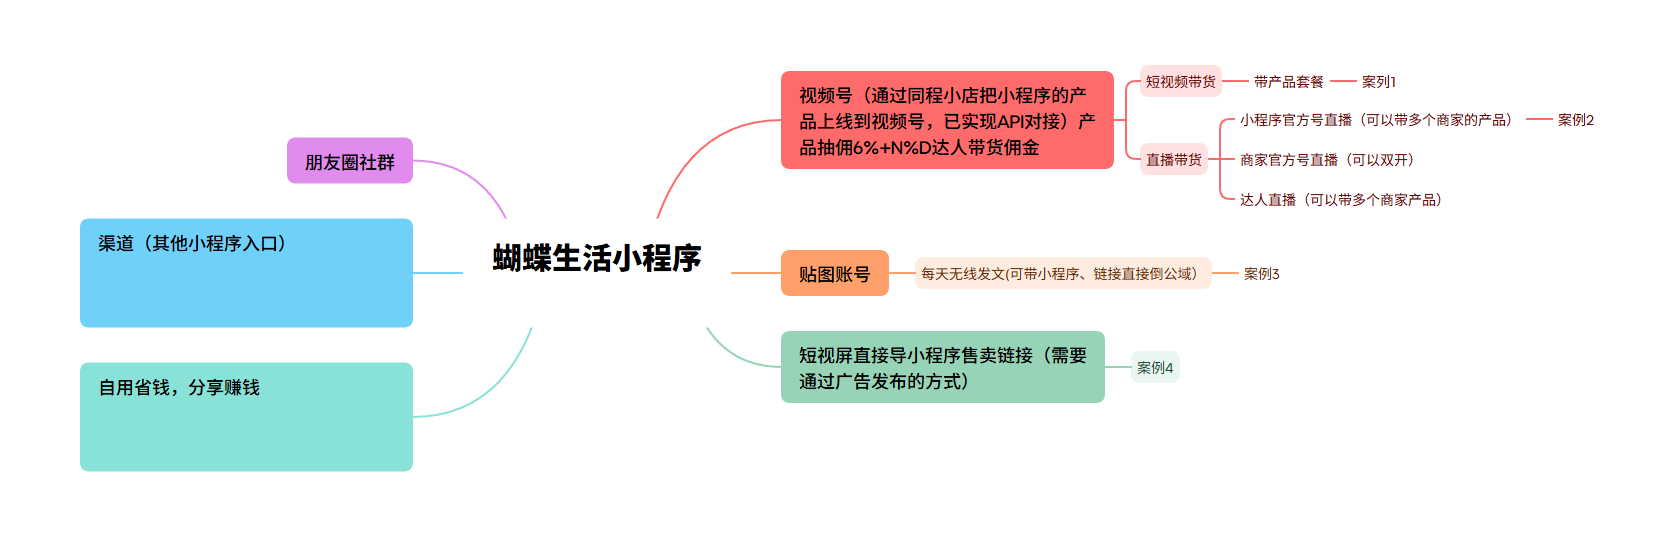 蝴蝶生活小程序
视频号（通过同程小店把小程序的产
品上线到视频号，已实现API对接）产
品抽佣6%+N%D达人带货佣金
短视频带货
带产品套餐
案列1
直播带货
小程序官方号直播（可以带多个商家的产品）
案例2
商家官方号直播（可以双开）
达人直播（可以带多个商家产品）
贴图账号
每天无线发文(可带小程序、链接直接倒公域）
案例3
短视屏直接导小程序售卖链接（需要
通过广告发布的方式）
案例4
朋友圈社群
渠道（其他小程序入口）
自用省钱，分享赚钱